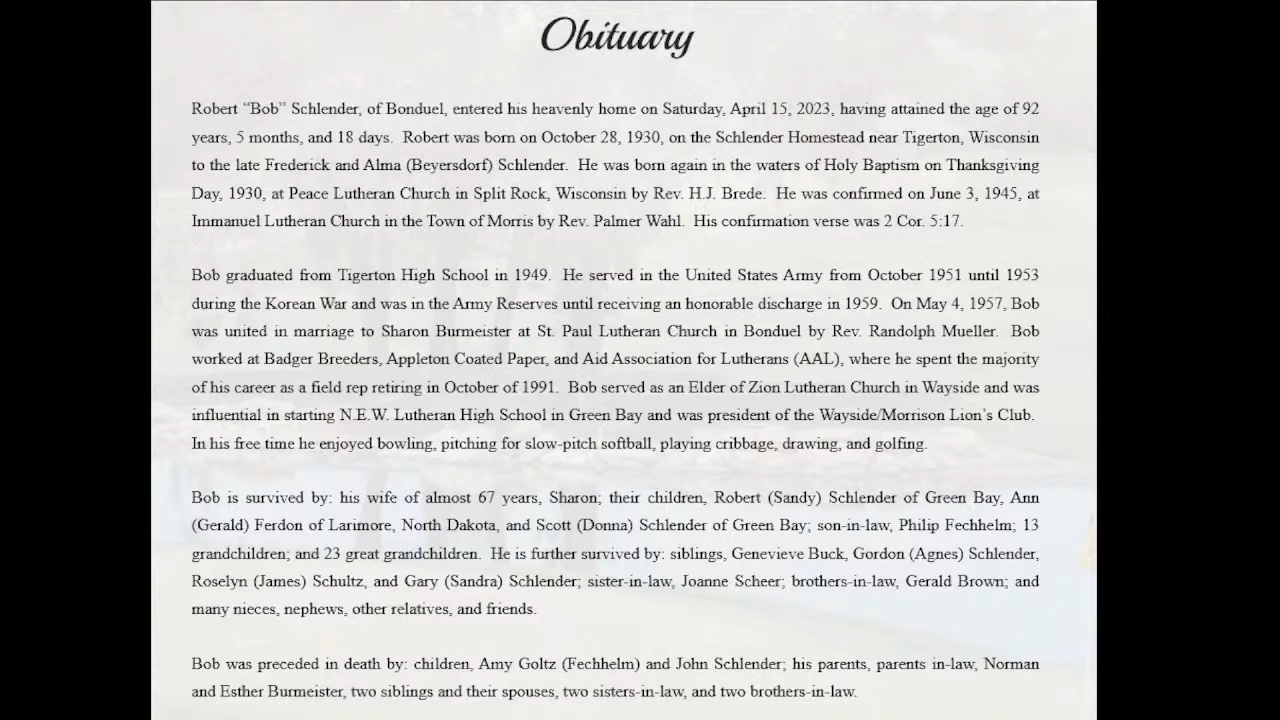 Obituary
Robert “Bob” Schlender, of Bonduel, entered his heavenly home on Saturday, April 15, 2023, having attained the age of 92
years, 5 months, and 18 days. Robert was born on October 28, 1930, on the Schlender Homestead near Tigerton, Wisconsin
to the late Frederick and Alma (Beyersdorf) Schlender. He was born again in the waters of Holy Baptism on Thanksgiving
Day, 1930, at Peace Lutheran Church in Split Rock, Wisconsin by Rev. H.J. Brede. He was confirmed on June 3, 1945, at
Immanuel Lutheran Church in the Town of Morris by Rev. Palmer Wahl. His confirmation verse was 2 Cor. 5:17.
Bob graduated from Tigerton High School in 1949. He served in the United States Army from October 1951 until 1953
during the Korean War and was in the Army Reserves until receiving an honorable discharge in 1959. On May 4, 1957, Bob
was united in marriage to Sharon Burmeister at St. Paul Lutheran Church in Bonduel by Rev. Randolph Mueller. Bob
worked at Badger Breeders, Appleton Coated Paper, and Aid Association for Lutherans (AAL), where he spent the majority
of his career as a field rep retiring in October of 1991. Bob served as an Elder of Zion Lutheran Church in Wayside and was
influential in starting N.E.W. Lutheran High School in Green Bay and was president of the Wayside/Morrison Lion’s Club.
In his free time he enjoyed bowling, pitching for slow-pitch softball, playing cribbage, drawing, and golfing.
Bob is survived by: his wife of almost 67 years, Sharon; their children, Robert (Sandy) Schlender of Green Bay, Ann
(Gerald) Ferdon of Larimore, North Dakota, and Scott (Donna) Schlender of Green Bay; son-in-law, Philip Fechhelm; 13
grandchildren; and 23 great grandchildren. He is further survived by: siblings, Genevieve Buck, Gordon (Agnes) Schlender,
Roselyn (James) Schultz, and Gary (Sandra) Schlender; sister-in-law, Joanne Scheer; brothers-in-law, Gerald Brown; and
many nieces, nephews, other relatives, and friends.
Bob was preceded in death by: children, Amy Goltz (Fechhelm) and John Schlender; his parents, parents in-law, Norman
and Esther Burmeister, two siblings and their spouses, two sisters-in-law, and two brothers-in-law.